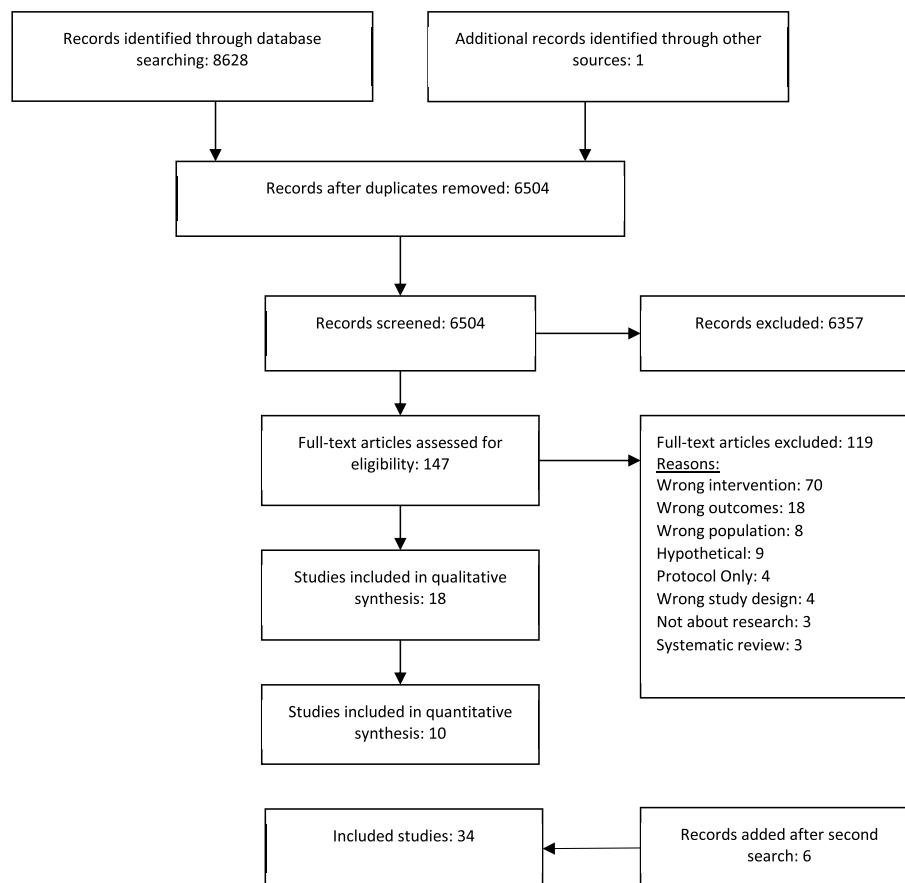 Records identified through database
searching: 8628
Additional records identified through other
sources: 1
Records after duplicates removed: 6504
Records screened: 6504
Records excluded: 6357
Full-text articles assessed for
eligibility: 147
Full-text articles excluded: 119
Reasons:
Wrong intervention: 70
Wrong outcomes: 18
Wrong population: 8
Hypothetical: 9
Protocol Only: 4
Wrong study design: 4
Not about research: 3
Systematic review: 3
Studies included in qualitative
synthesis: 18
Studies included in quantitative
synthesis: 10
Included studies: 34
Records added after second
search: 6